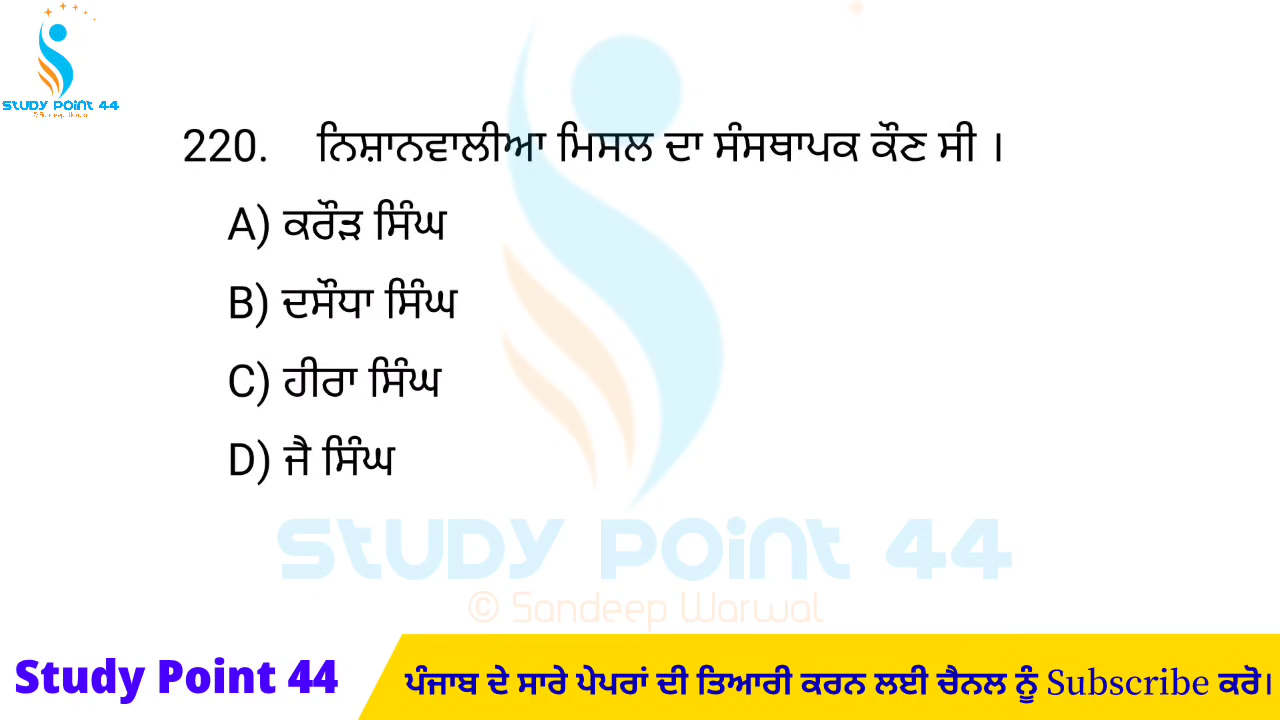 STUDY POINT 44
220. ਨਿਸ਼ਾਨਵਾਲੀਆ ਮਿਸਲ ਦਾ ਸੰਸਥਾਪਕ ਕੌਣ ਸੀ ।
A) ਕਰੌੜ ਸਿੰਘ
B) ਦਸੌਧਾ ਸਿੰਘ
C) ਹੀਰਾ ਸਿੰਘ
D) ਜੈ ਸਿੰਘ
STUDY POINT 44
© Sandeep Warwal
Study Point 44
ਪੰਜਾਬ ਦੇ ਸਾਰੇ ਪੇਪਰਾਂ ਦੀ ਤਿਆਰੀ ਕਰਨ ਲਈ ਚੈਨਲ ਨੂੰ Subscribe ਕਰੋ।